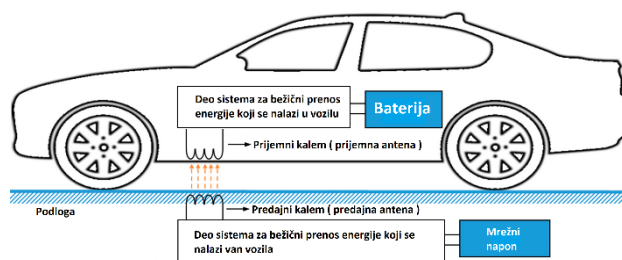 Deo sistema za bežični prenos
energije koji se nalazi u vozilu
Baterija
Prijemni kalem ( prijemna antena )
Podloga
Predajni kalem ( predajna antena )
Deo sistema za bežični prenos energije koji se
nalazi van vozila
Mrežni
napon